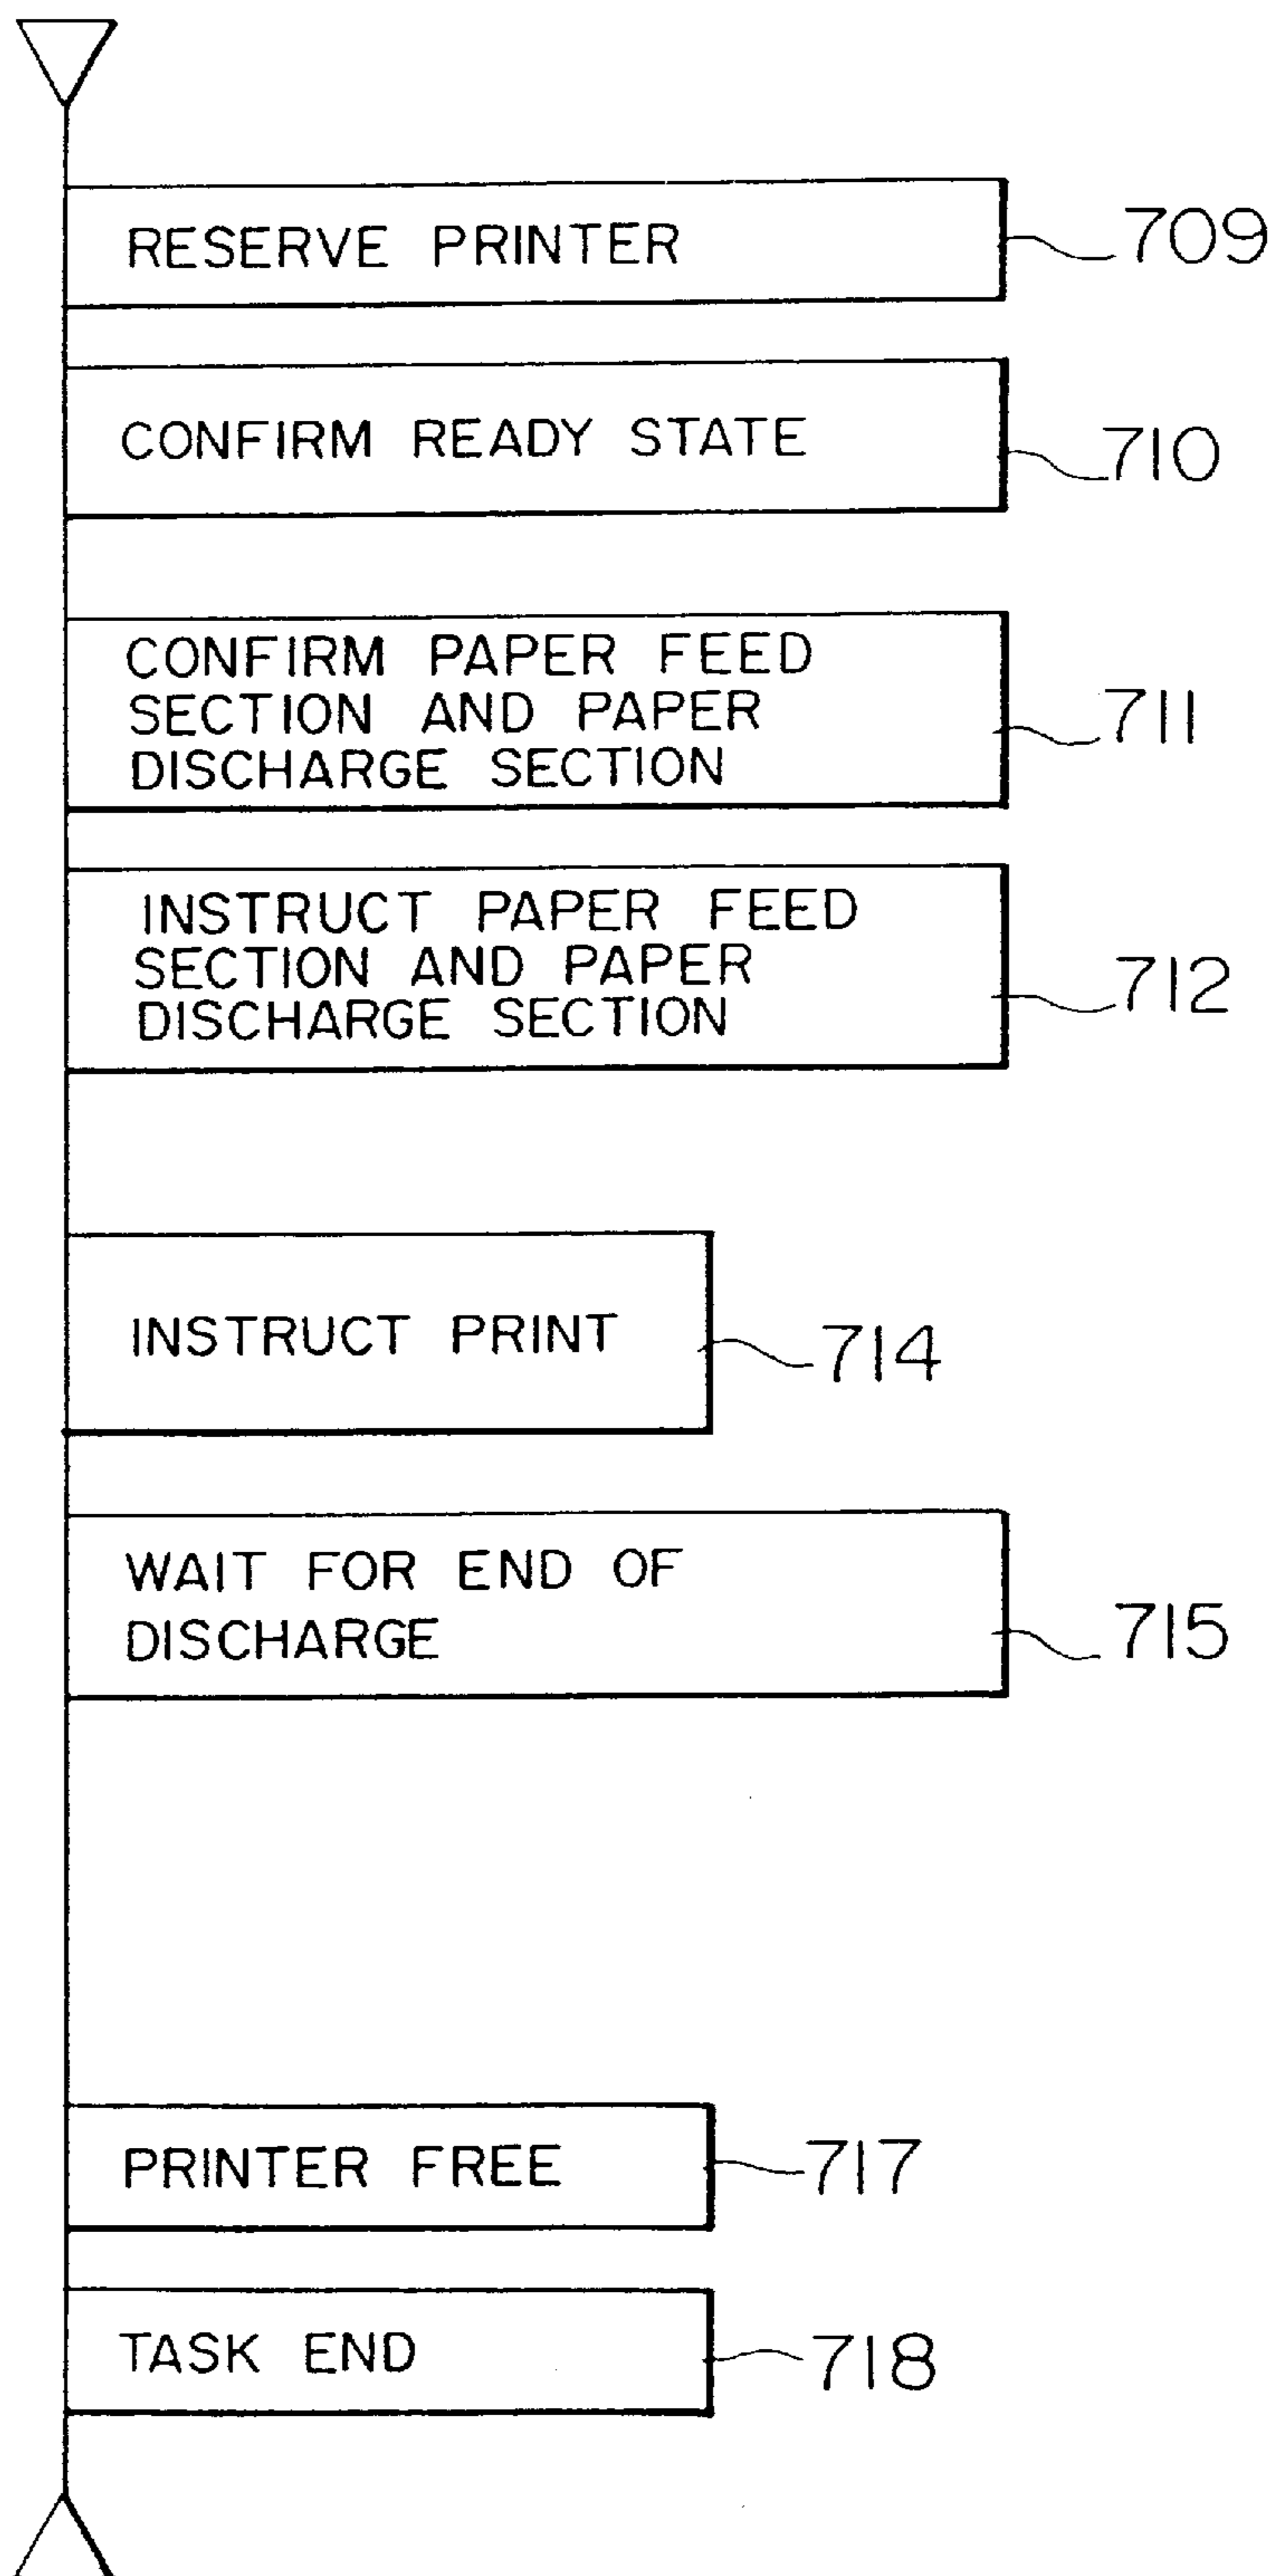 RESERVE PRINTER
709
CONFIRM READY STATE
710
CONFIRM PAPER FEED
SECTION AND PAPER
DISCHARGE SECTION
711
INSTRUCT PAPER FEED
SECTION AND PAPER
DISCHARGE SECTION
712
INSTRUCT PRINT
714
WAIT FOR END OF
DISCHARGE
715
PRINTER FREE
717
TASK END
718